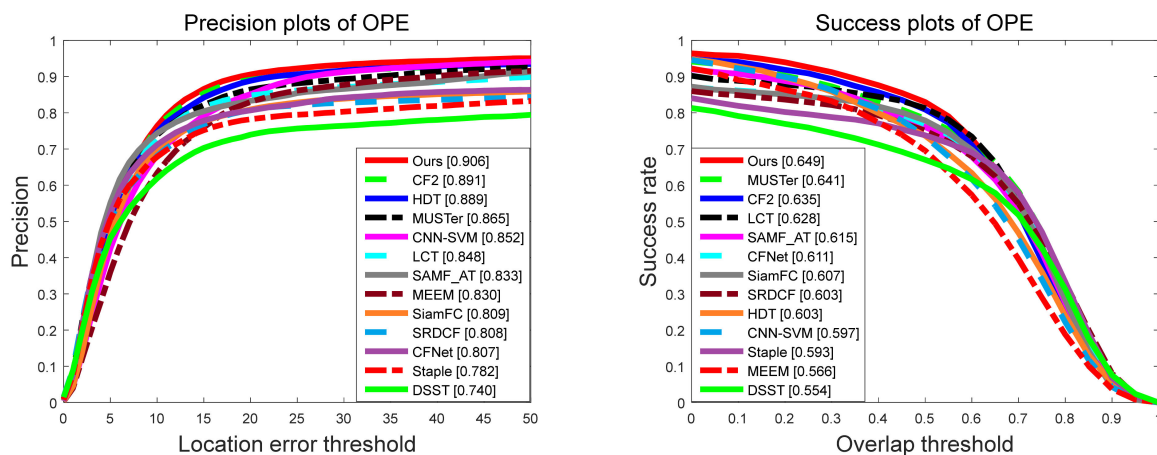 Precision plots of OPE
1
0.9
0.8
0.7
0.6
0.5
0.4
0.3
0.2
0.1
0
Precision
Ours [0.906]
CF2 [0.891]
HDT [0.889]
MUSTer [0.865]
CNN-SVM [0.852]
LCT [0.848]
SAMF_AT [0.833]
MEEM [0.830]
SiamFC [0.809]
SRDCF [0.808]
CFNet [0.807]
Staple [0.782]
DSST [0.740]
0 5 10 15 20 25 30 35 40 45 50
Location error threshold
Success plots of OPE
1
0.9
0.8
0.7
0.6
0.5
0.4
0.3
0.2
0.1
0
Success rate
Ours [0.649]
MUSTer [0.641]
CF2 [0.635]
LCT [0.628]
SAMF_AT [0.615]
CFNet [0.611]
SiamFC [0.607]
SRDCF [0.603]
HDT [0.603]
CNN-SVM [0.597]
Staple [0.593]
MEEM [0.566]
DSST [0.554]
0 0.1 0.2 0.3 0.4 0.5 0.6 0.7 0.8 0.9
Overlap threshold